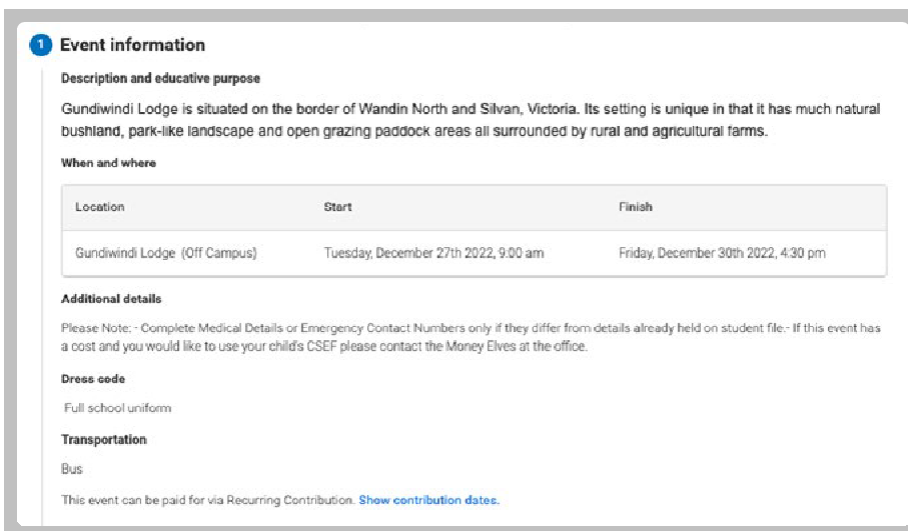 1 Event information
Description and educative purpose
Gundiwindi Lodge is situated on the border of Wandin North and Silvan, Victoria. Its setting is unique in that it has much natural
bushland, park-like landscape and open grazing paddock areas all surrounded by rural and agricultural farms.
When and where
Location Start Finish
Gundiwindi Lodge (Off Campus) Tuesday, December 27th 2022, 9:00 am Friday, December 30th 2022, 4:30 pm
Additional details
Please Note: - Complete Medical Details or Emergency Contact Numbers only if they differ from details already held on student file.- If this event has
a cost and you would like to use your child's CSEF please contact the Money Elves at the office.
Dress code
Full school uniform
Transportation
Bus
This event can be paid for via Recurring Contribution. Show contribution dates.